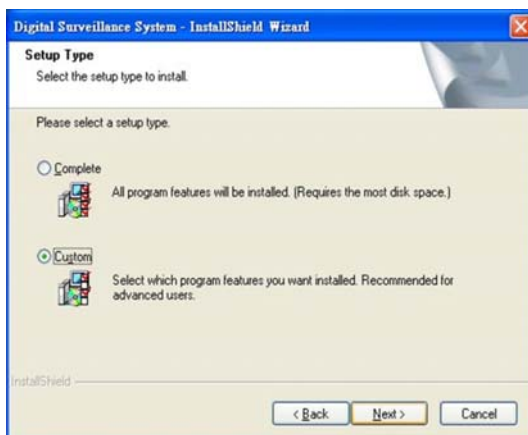 Digital Surveillance System - InstallShield Wizard
Setup Type
Select the setup type to install.
Please select a setup type.
Complete
All program features will be installed. (Requires the most disk space.)
Custom
Select which program features you want installed. Recommended for
advanced users.
InstallShield
< Back
Next >
Cancel